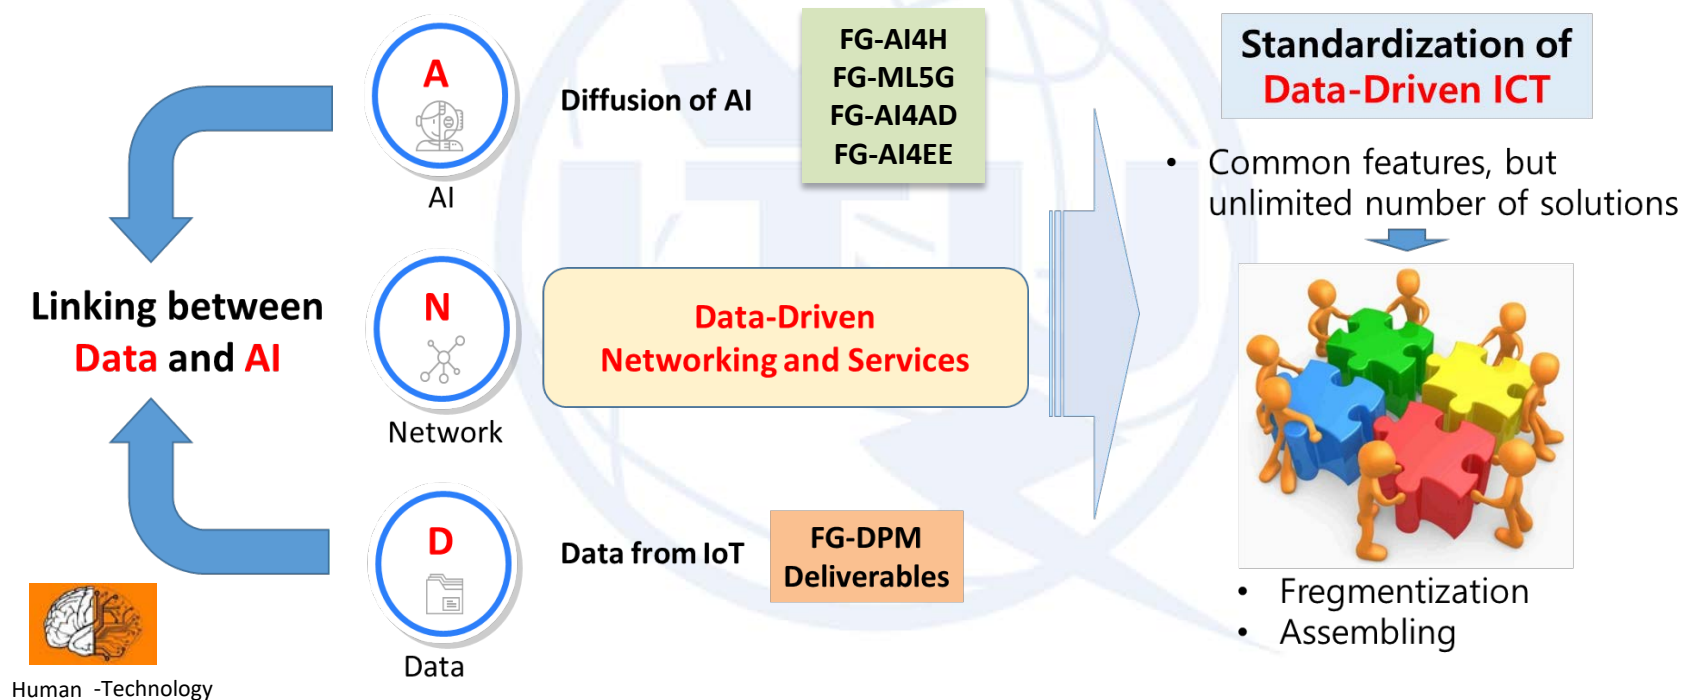 A
AI
Diffusion of AI
FG-AI4H
FG-ML5G
FG-AI4AD
FG-AI4EE
Linking between
Data and AI
N
Network
Data-Driven
Networking and Services
D
Data
Data from IoT
FG-DPM
Deliverables
Human -Technology
Standardization of
Data-Driven ICT
• Common features, but
unlimited number of solutions
• Fregmentization
• Assembling
ITU